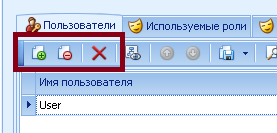 Пользователи Используемые роли
Имя пользователя
User